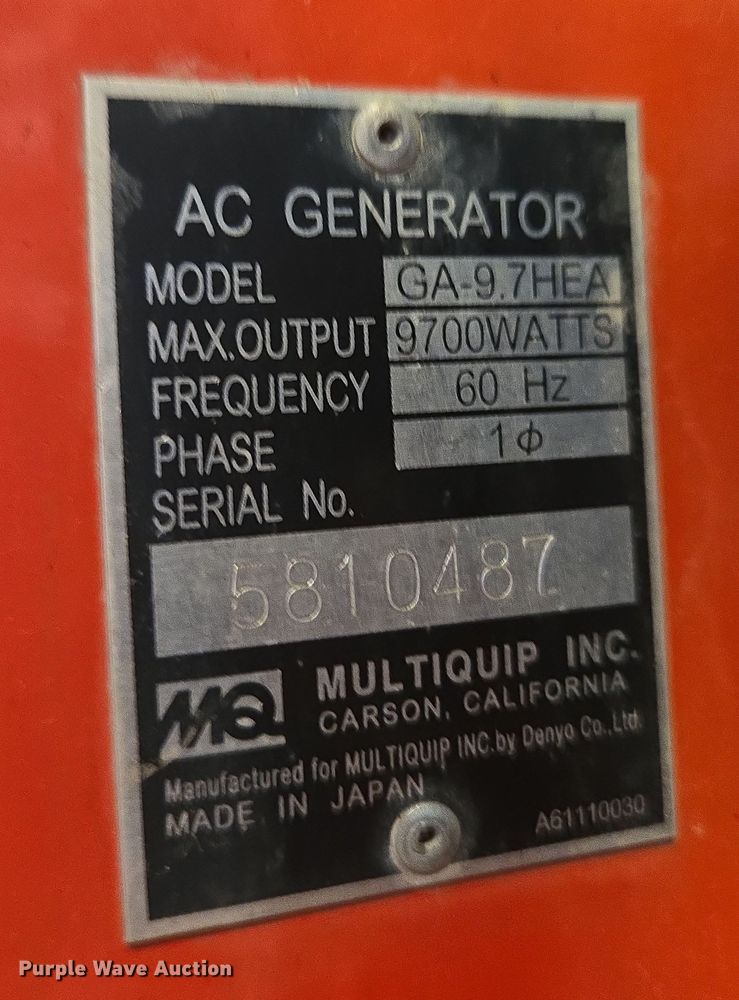 AC GENERATOR
MODEL GA-9.7HEA
MAX.OUTPUT 9700WATTS
FREQUENCY 60 Hz
PHASE 1ϕ
SERIAL No.
5810487
MQ MULTIQUIP INC.
CARSON, CALIFORNIA
Manufactured for MULTIQUIP INC.by Denyo Co.,Ltd.
MADE IN JAPAN
A61110030
Purple Wave Auction